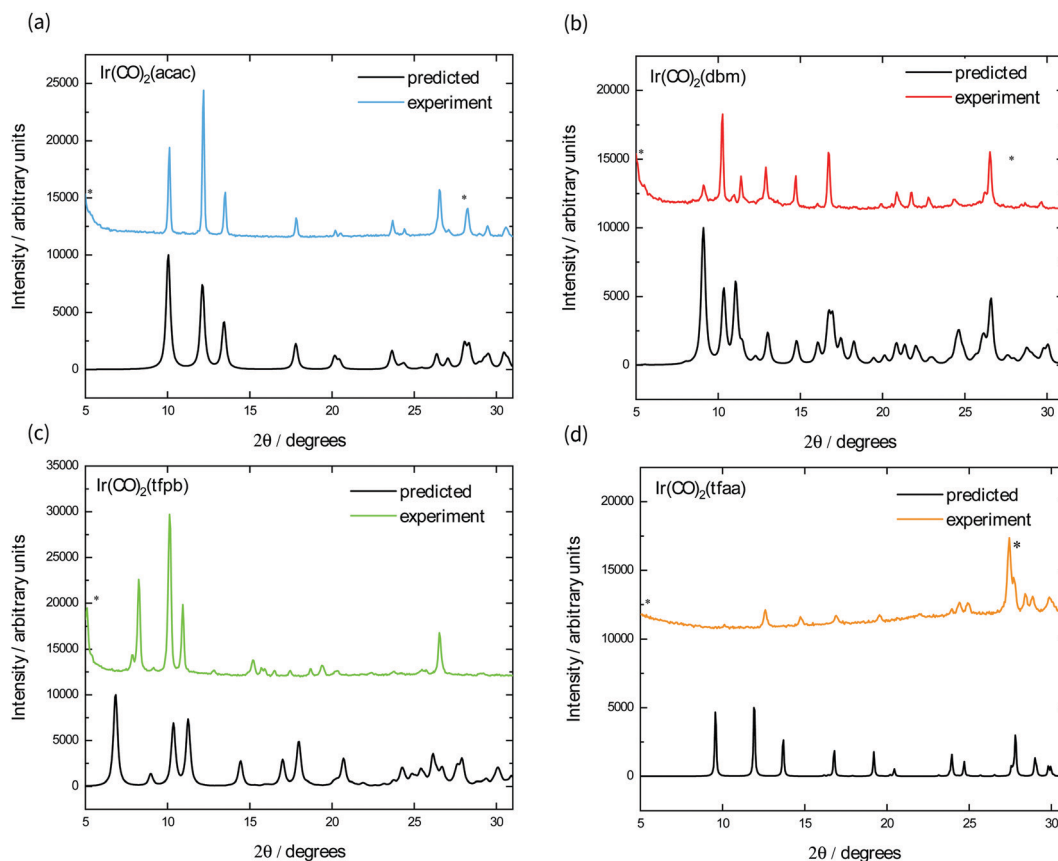 (a)
Ir(CO)₂(acac)
predicted
experiment
25000
20000
15000
10000
5000
0
*
*
Intensity / arbitrary units
5 10 15 20 25 30
2θ / degrees
(b)
Ir(CO)₂(dbm)
predicted
experiment
20000
15000
10000
5000
0
*
*
Intensity / arbitrary units
5 10 15 20 25 30
2θ / degrees
(c)
Ir(CO)₂(tfpb)
predicted
experiment
35000
30000
25000
20000
15000
10000
5000
0
*
Intensity / arbitrary units
5 10 15 20 25 30
2θ / degrees
(d)
Ir(CO)₂(tfaa)
predicted
experiment
20000
15000
10000
5000
0
*
*
Intensity / arbitrary units
5 10 15 20 25 30
2θ / degrees